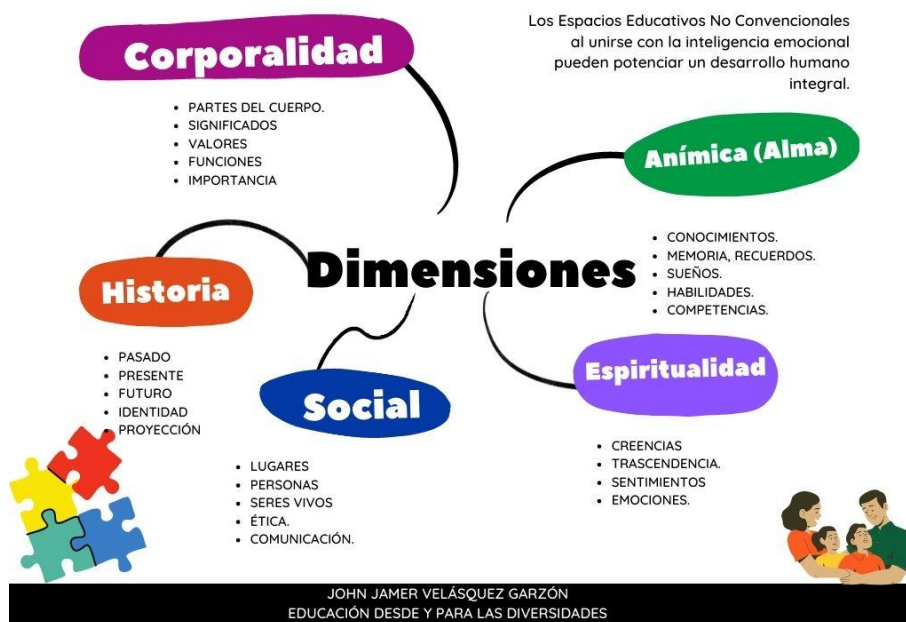 Corporalidad
• PARTES DEL CUERPO.
• SIGNIFICADOS
• VALORES
• FUNCIONES
• IMPORTANCIA
Los Espacios Educativos No Convencionales
al unirse con la inteligencia emocional
pueden potenciar un desarrollo humano
integral.
Anímica (Alma)
• CONOCIMIENTOS.
• MEMORIA, RECUERDOS.
• SUEÑOS.
• HABILIDADES.
• COMPETENCIAS.
Dimensiones
Historia
• PASADO
• PRESENTE
• FUTURO
• IDENTIDAD
• PROYECCIÓN
Social
• LUGARES
• PERSONAS
• SERES VIVOS
• ÉTICA.
• COMUNICACIÓN.
Espiritualidad
• CREENCIAS
• TRASCENDENCIA.
• SENTIMIENTOS
• EMOCIONES.
JOHN JAMER VELÁSQUEZ GARZÓN
EDUCACIÓN DESDE Y PARA LAS DIVERSIDADES